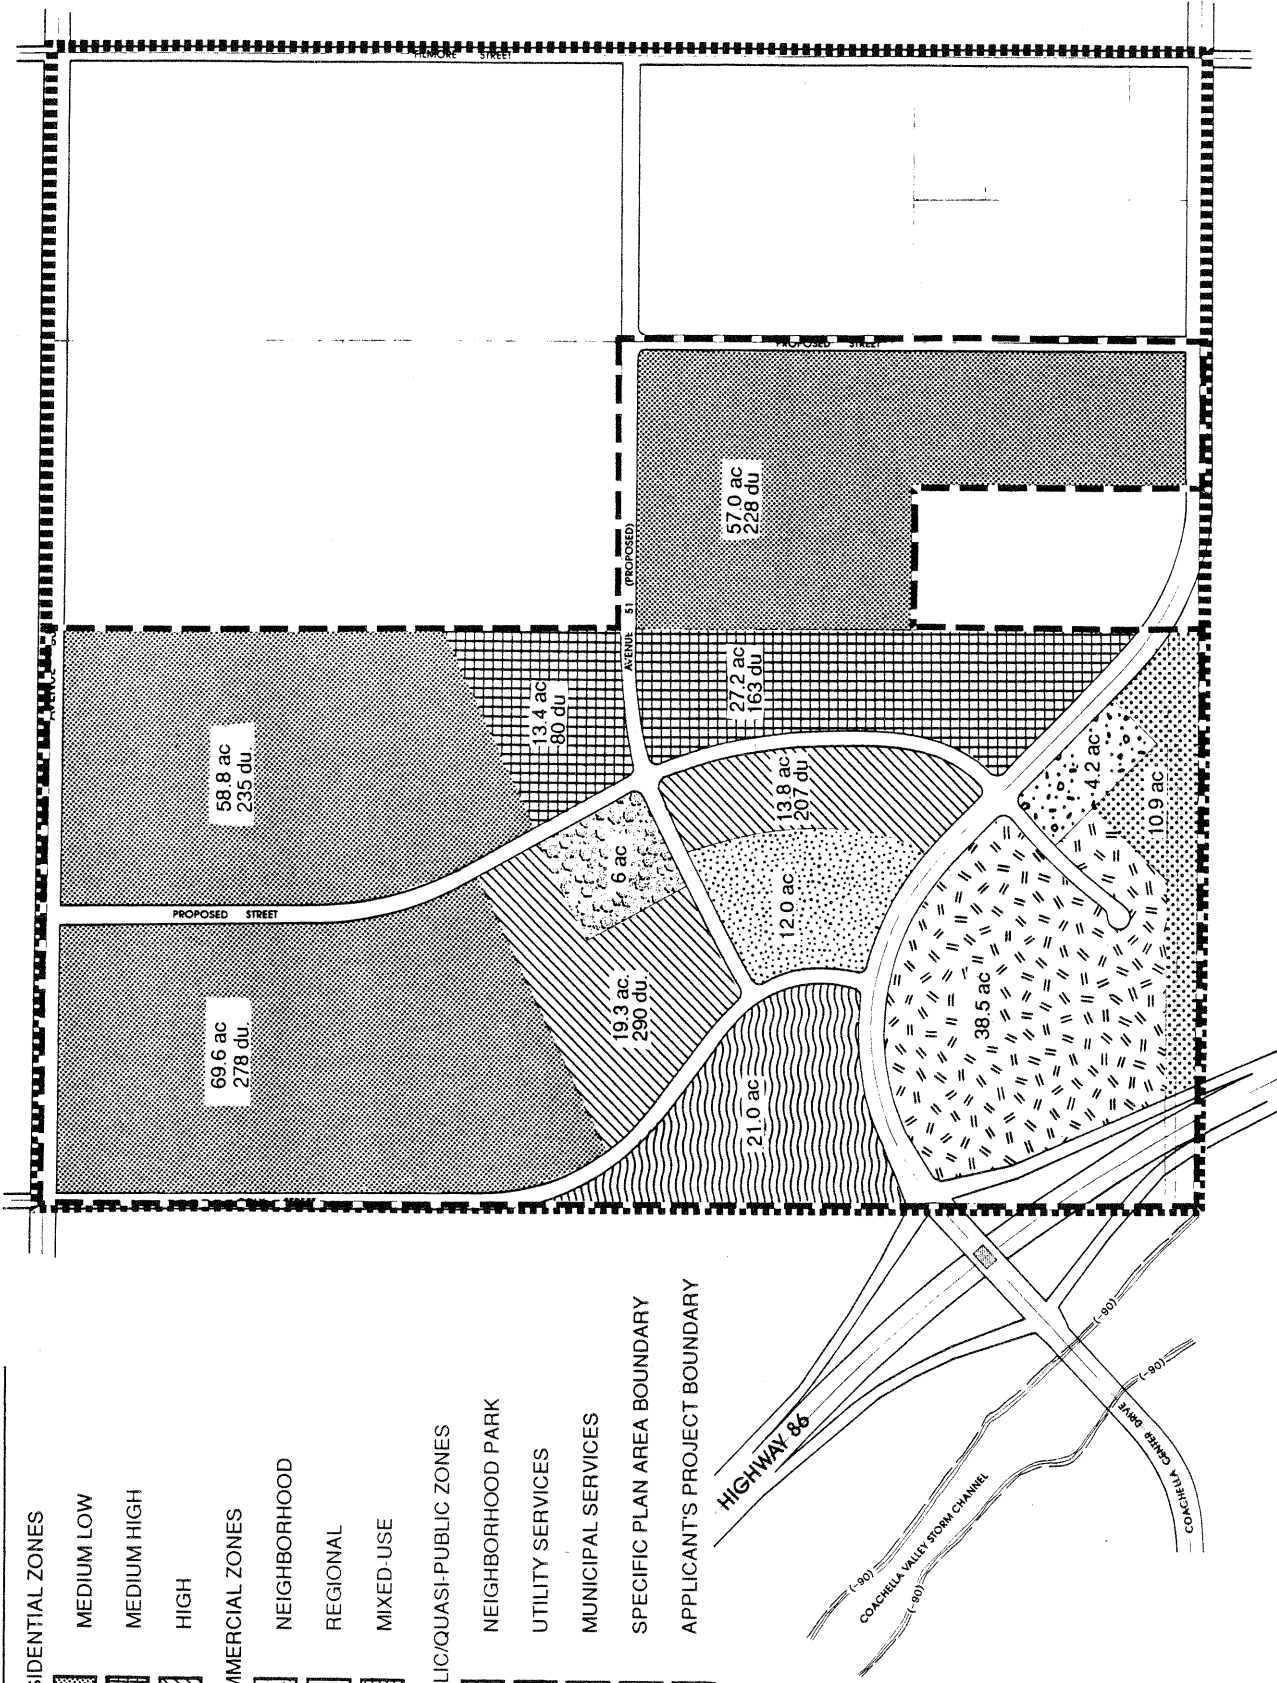 FILMORE STREET
PROPOSED STREET
57.0 ac
228 du
AVENUE 51 (PROPOSED)
58.8 ac
235 du
13.4 ac
80 du
27.2 ac
163 du
13.8 ac
207 du
4.2 ac
10.9 ac
6 ac
12.0 ac
PROPOSED STREET
69.6 ac
278 du
19.3 ac
290 du
21.0 ac
38.5 ac
SIDENTIAL ZONES
MEDIUM LOW
MEDIUM HIGH
HIGH
MMERCIAL ZONES
NEIGHBORHOOD
REGIONAL
MIXED-USE
LIC/QUASI-PUBLIC ZONES
NEIGHBORHOOD PARK
UTILITY SERVICES
MUNICIPAL SERVICES
SPECIFIC PLAN AREA BOUNDARY
APPLICANT'S PROJECT BOUNDARY
HIGHWAY 86
(-90)
(-90)
(-90)
(-90)
COACHELLA VALLEY STORM CHANNEL
COACHELLA CENTER DRIVE